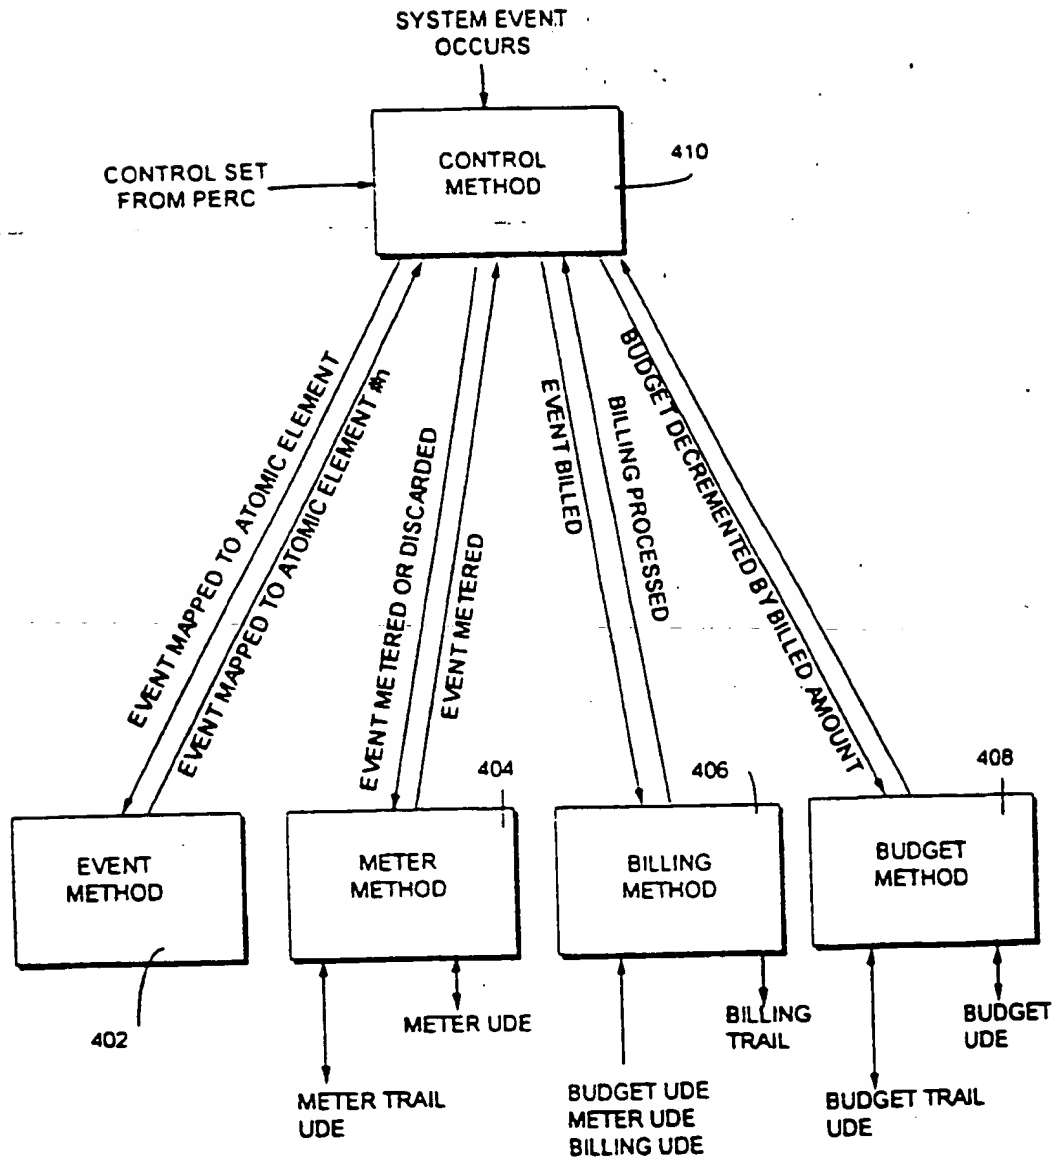 SYSTEM EVENT
OCCURS
CONTROL
METHOD
410
CONTROL SET
FROM PERC
EVENT MAPPED TO ATOMIC ELEMENT
EVENT MAPPED TO ATOMIC ELEMENT #n
EVENT METERED OR DISCARDED
EVENT METERED
EVENT BILLED
BILLING PROCESSED
BUDGET DECREMENTED BY BILLED AMOUNT
404
406
408
EVENT
METHOD
METER
METHOD
BILLING
METHOD
BUDGET
METHOD
402
METER UDE
BILLING
TRAIL
BUDGET
UDE
METER TRAIL
UDE
BUDGET UDE
METER UDE
BILLING UDE
BUDGET TRAIL
UDE